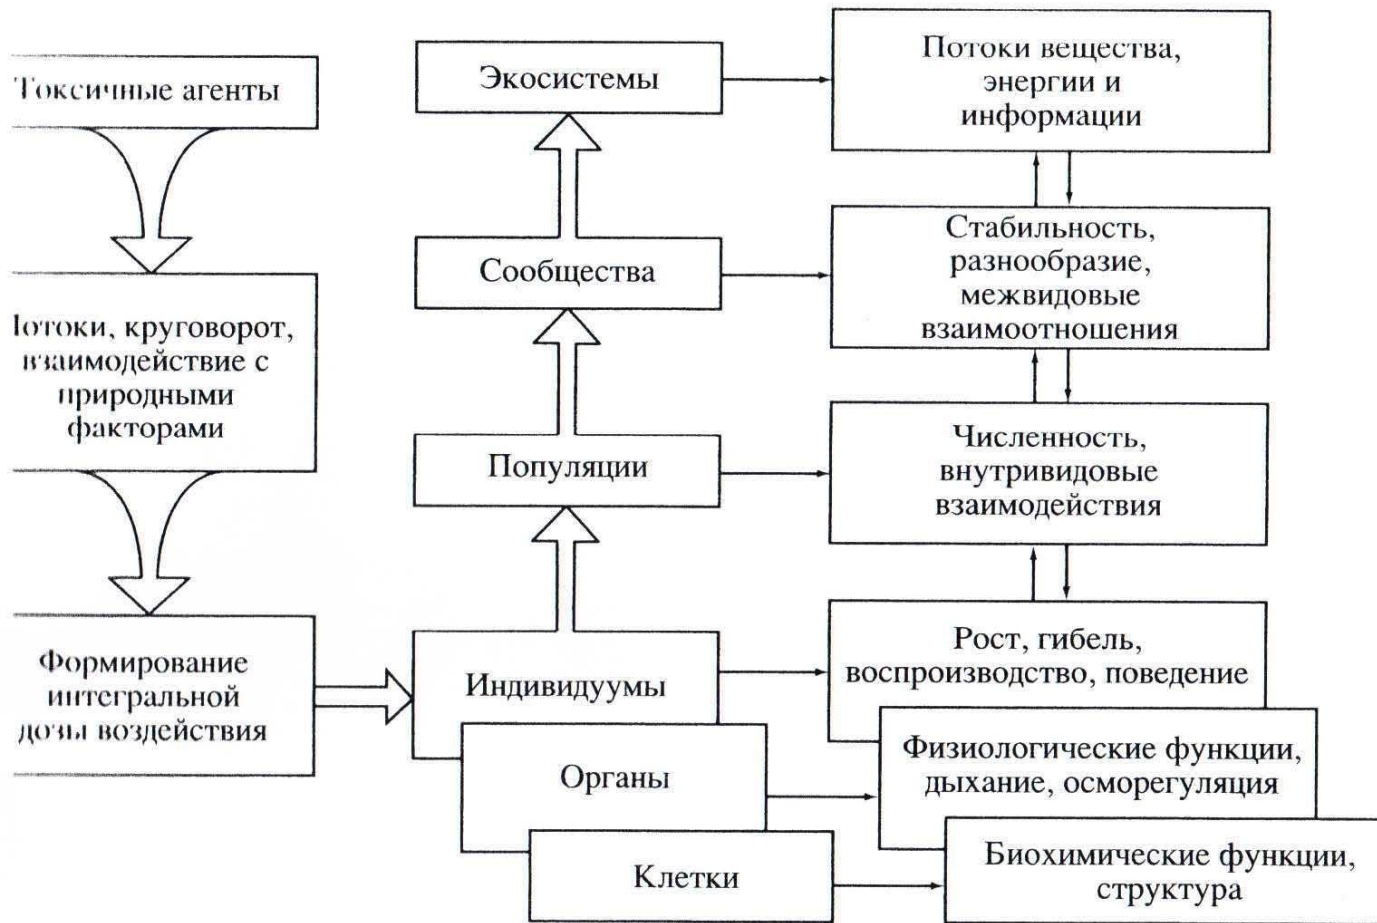 Токсичные агенты
Потоки, круговорот,
взаимодействие с
природными
факторами
Формирование
интегральной
дозы воздействия
Экосистемы
Сообщества
Популяции
Индивидуумы
Органы
Клетки
Потоки вещества,
энергии и
информации
Стабильность,
разнообразие,
межвидовые
взаимоотношения
Численность,
внутривидовые
взаимодействия
Рост, гибель,
воспроизводство, поведение
Физиологические функции,
дыхание, осморегуляция
Биохимические функции,
структура